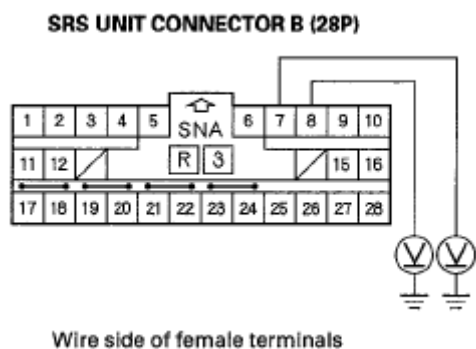 SRS UNIT CONNECTOR B (28P)
1 2 3 4 5 SNA 6 7 8 9 10
11 12 R 3 15 16
17 18 19 20 21 22 23 24 25 26 27 28
V V
Wire side of female terminals